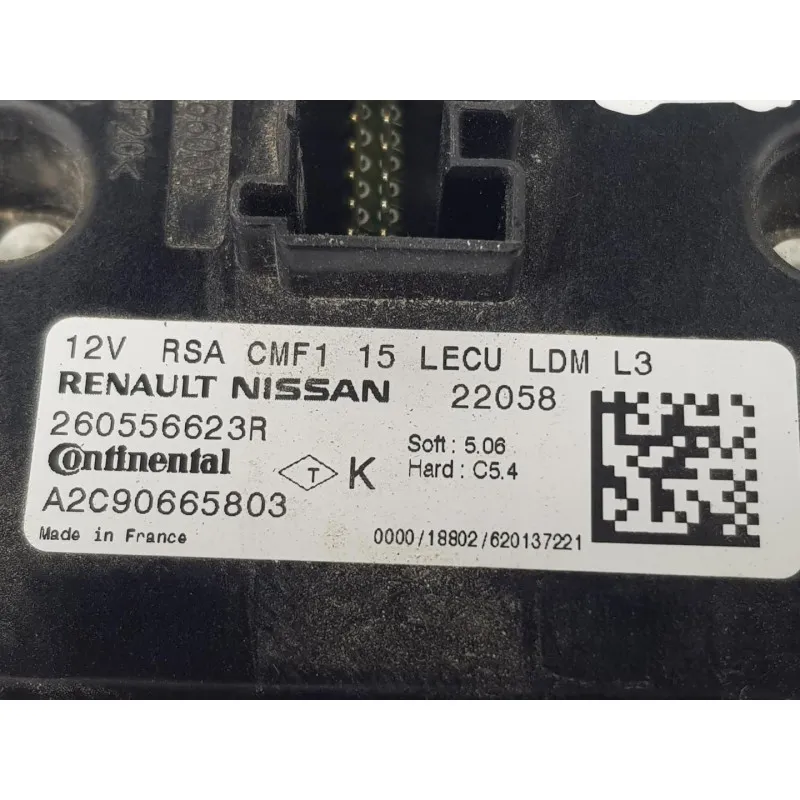 12V RSA CMF1 15 LECU LDM L3
RENAULT NISSAN 22058
260556623R
Continental
T K
Soft : 5.06
Hard : C5.4
A2C90665803
Made in France
0000/18802/620137221